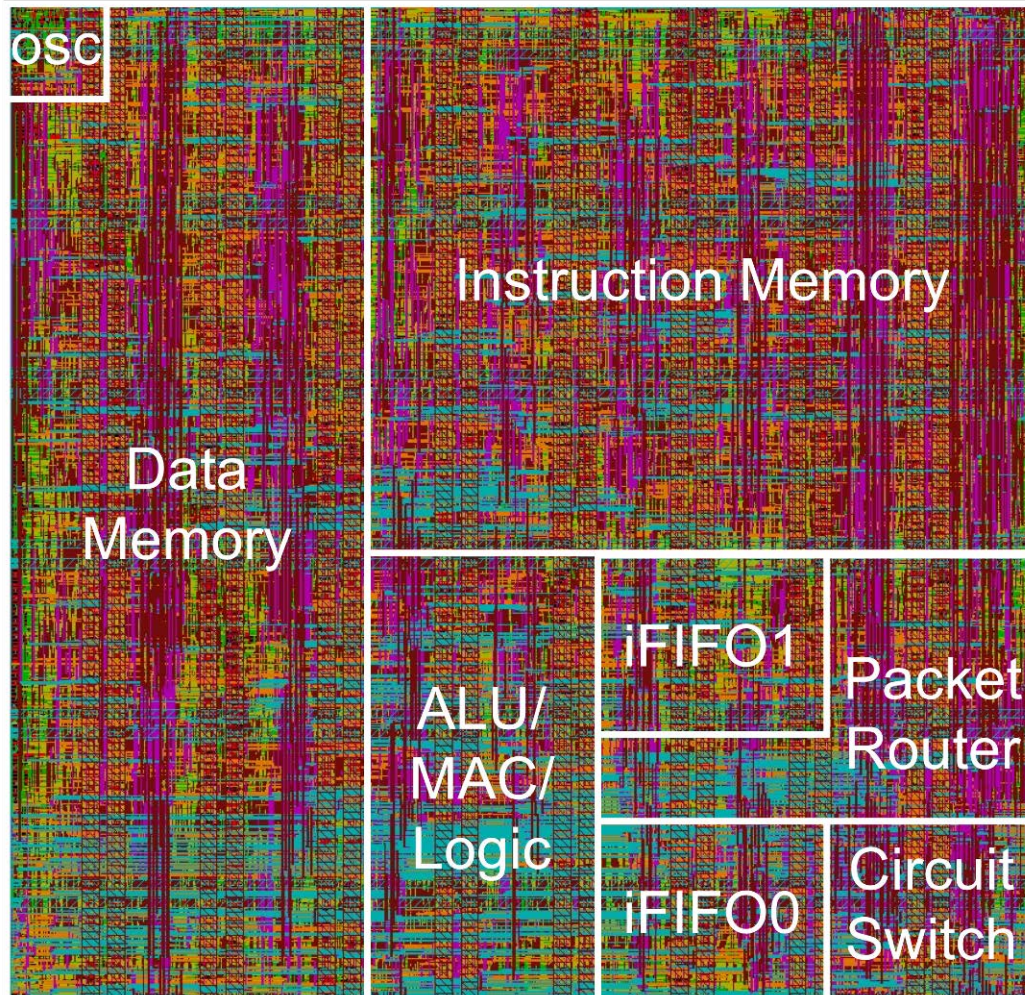 osc
Instruction Memory
Data
Memory
iFIFO1
Packet
Router
ALU/
MAC/
Logic
iFIFO0
Circuit
Switch